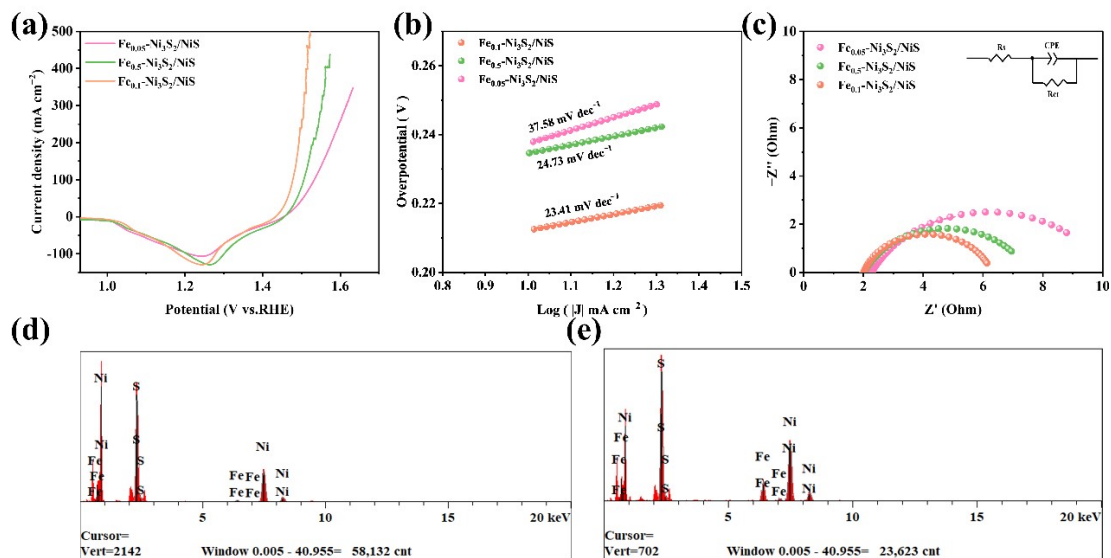 (a)
500
400
300
200
100
0
-100
Current density (mA cm⁻²)
Fe0.05-Ni3S2/NiS
Fe0.5-Ni3S2/NiS
Fe0.1-Ni3S2/NiS
1.0
1.2
1.4
1.6
Potential (V vs.RHE)
(b)
0.26
0.24
0.22
0.20
Overpotential ( V )
Fe0.1-Ni3S2/NiS
Fe0.5-Ni3S2/NiS
Fe0.05-Ni3S2/NiS
37.58 mV dec⁻¹
24.73 mV dec⁻¹
23.41 mV dec⁻¹
0.9 1.0 1.1 1.2 1.3 1.4 1.5
Log ( |J| mA cm⁻²)
(c)
10
8
6
4
2
0
-Z'' (Ohm)
Fe0.05-Ni3S2/NiS
Fe0.5-Ni3S2/NiS
Fe0.1-Ni3S2/NiS
Rs
CPE
Rct
0 2 4 6 8 10
Z' (Ohm)
(d)
Ni
S
Ni
S
Ni
Fe
S
Fe Fe
Ni
Fe
S
Fe Fe
Ni
Fe
5
10
15
20 keV
Cursor=
Vert=2142
Window 0.005 - 40.955= 58,132 cnt
(e)
S
Ni
S
Fe
Ni
Fe
S
Fe
Ni
Fe
S
Fe
Fe
Ni
5
10
15
20 keV
Cursor=
Vert=702
Window 0.005 - 40.955= 23,623 cnt